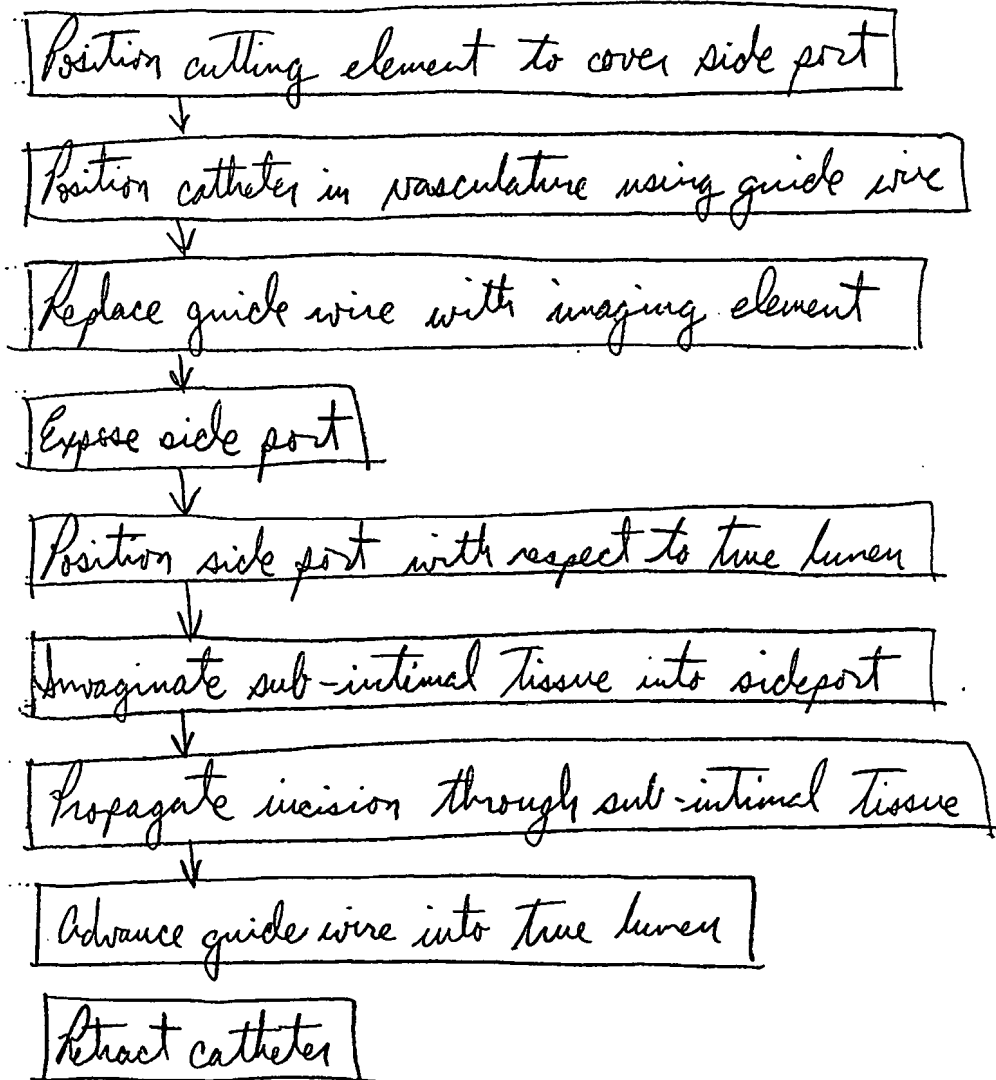 Position cutting element to cover side port
Position catheter in vasculature using guide wire
Replace guide wire with imaging element
Expose side port
Position side port with respect to true lumen
Invaginate sub-intimal tissue into sideport
Propagate incision through sub-intimal tissue
Advance guide wire into true lumen
Retract catheter